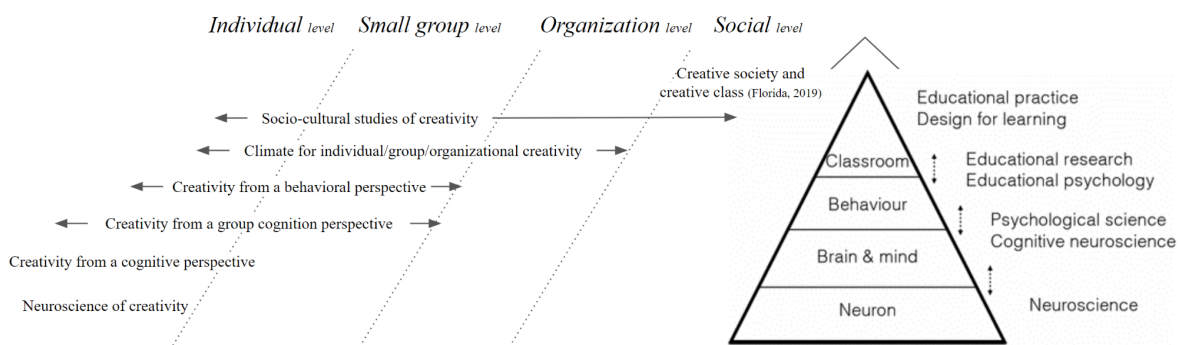 Individual level Small group level Organization level Social level
Creative society and
creative class (Florida, 2019)
Socio-cultural studies of creativity
Climate for individual/group/organizational creativity
Creativity from a behavioral perspective
Creativity from a group cognition perspective
Creativity from a cognitive perspective
Neuroscience of creativity
Educational practice
Design for learning
Classroom
Educational research
Educational psychology
Behaviour
Psychological science
Cognitive neuroscience
Brain & mind
Neuron
Neuroscience